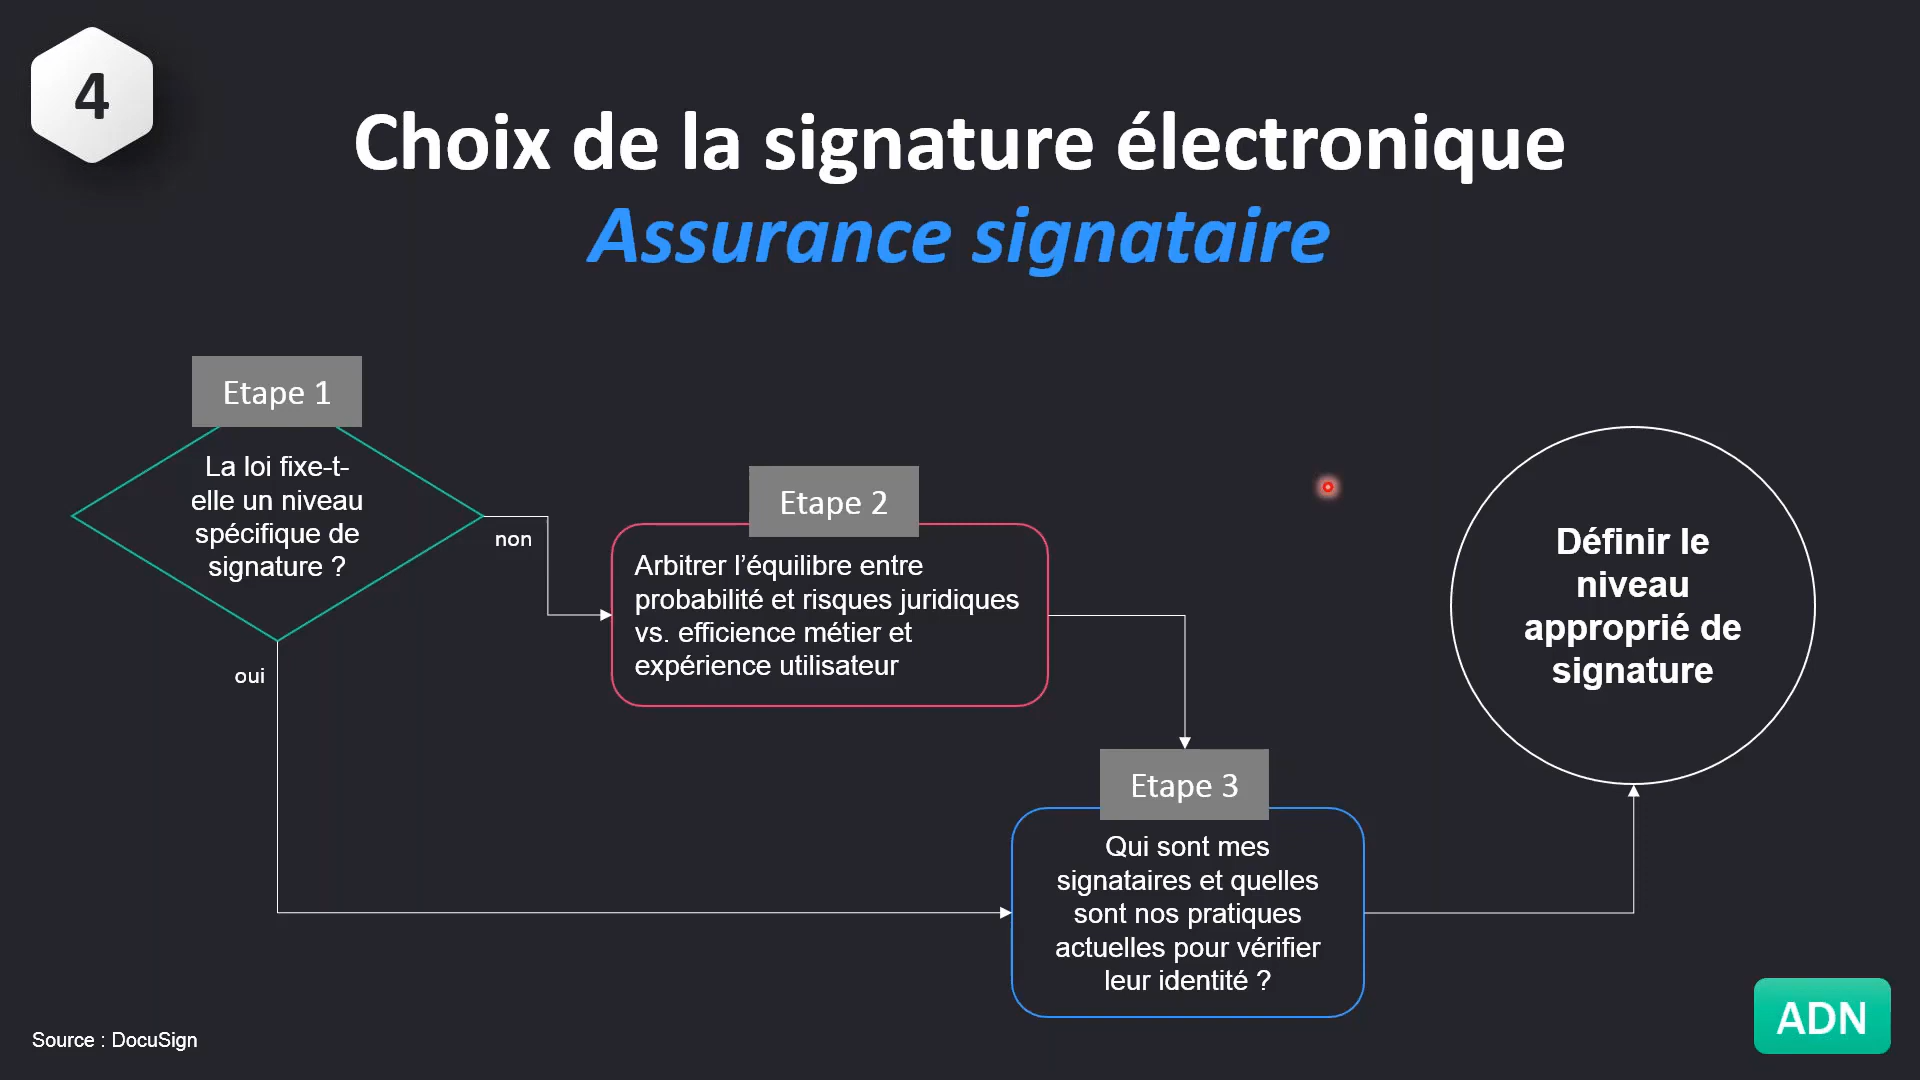 4
Choix de la signature électronique
Assurance signataire
Etape 1
La loi fixe-t-
elle un niveau
spécifique de
signature ?
non
oui
Etape 2
Arbitrer l’équilibre entre
probabilité et risques juridiques
vs. efficience métier et
expérience utilisateur
Etape 3
Qui sont mes
signataires et quelles
sont nos pratiques
actuelles pour vérifier
leur identité ?
Définir le
niveau
approprié de
signature
Source : DocuSign
ADN